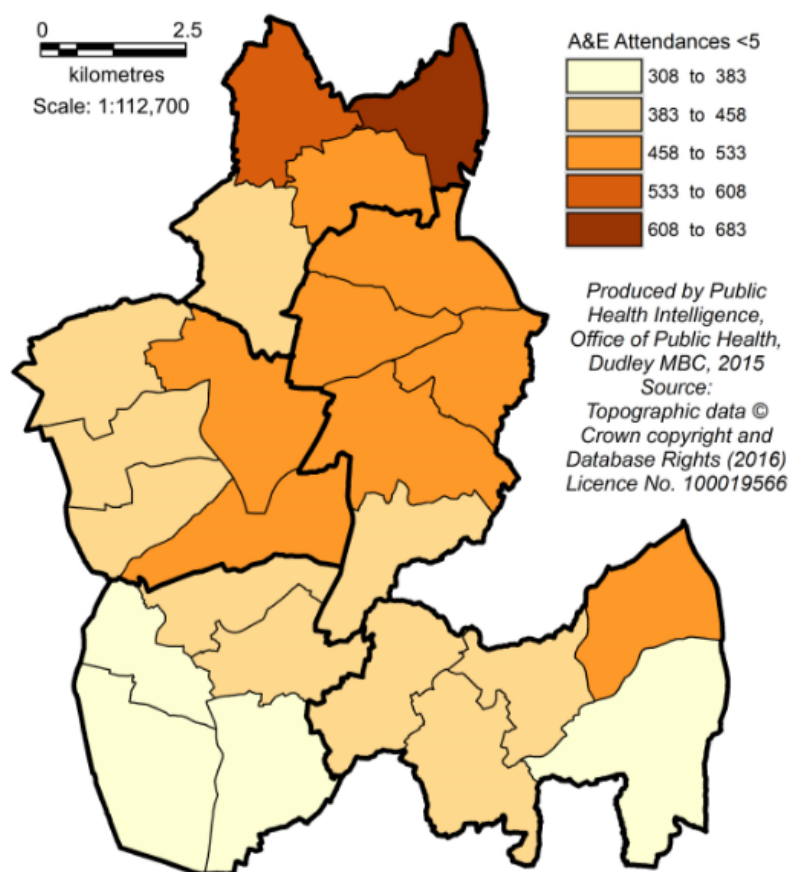 0 2.5
kilometres
Scale: 1:112,700
A&E Attendances <5
308 to 383
383 to 458
458 to 533
533 to 608
608 to 683
Produced by Public
Health Intelligence,
Office of Public Health,
Dudley MBC, 2015
Source:
Topographic data ©
Crown copyright and
Database Rights (2016)
Licence No. 100019566